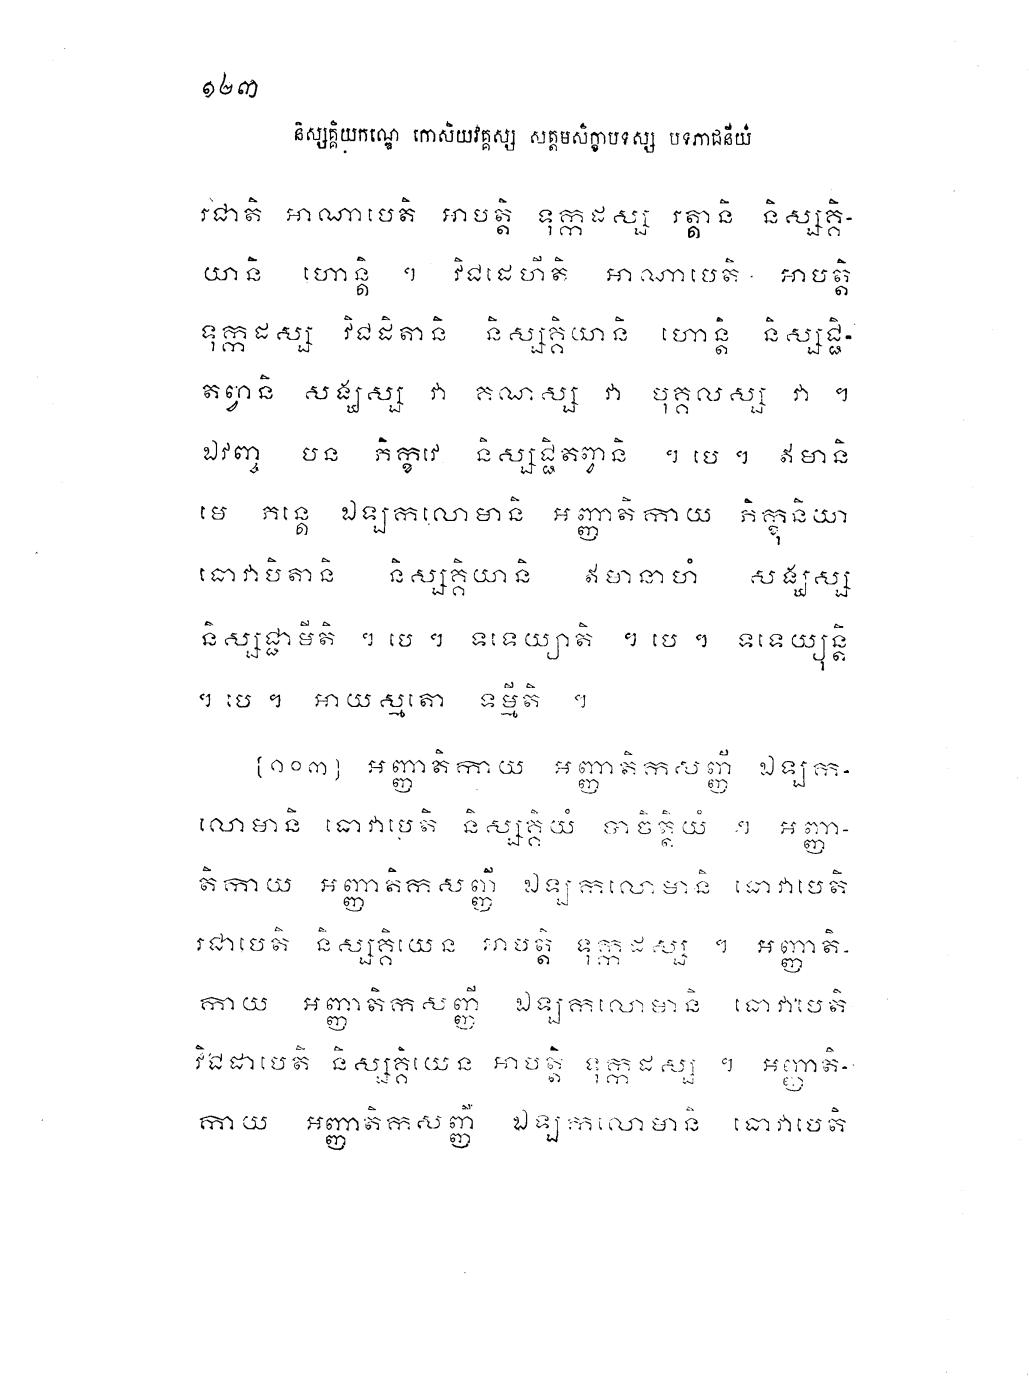 ១២៣
និស្សគ្គិយកណ្ឌេ កោសិយវគ្គស្ស សត្តមសិក្ខាបទស្ស បទភាជនីយំ
រជាតិ អាណាបេតិ អាបត្តិ ទុក្កដស្ស រត្តានិ និស្សគ្គិ-
យានិ ហោន្តិ ។ វិជដេហីតិ អាណាបេតិ អាបត្តិ
ទុក្កដស្ស វិជដិតានិ និស្សគ្គិយានិ ហោន្តិ និស្សជ្ជិ-
តព្វានិ សង្ឃស្ស វា គណស្ស វា បុគ្គលស្ស វា ។
ឯវញ្ច បន ភិក្ខវេ និស្សជ្ជិតព្វានិ ។ បេ ។ ឥមានិ
មេ ភន្តេ ឯឡកលោមានិ អញ្ញាតិកាយ ភិក្ខុនិយា
ធោវាបិតានិ និស្សគ្គិយានិ ឥមានាហំ សង្ឃស្ស
និស្សជ្ជាមីតិ ។ បេ ។ ទទេយ្យាតិ ។ បេ ។ ទទេយ្យុន្តិ
។ បេ ។ អាយស្មតោ ទម្មីតិ ។
[១០៣] អញ្ញាតិកាយ អញ្ញាតិកសញ្ញី ឯឡក-
លោមានិ ធោវាបេតិ និស្សគ្គិយំ បាចិត្តិយំ ។ អញ្ញា-
តិកាយ អញ្ញាតិកសញ្ញី ឯឡកលោមានិ ធោវាបេតិ
រជាបេតិ និស្សគ្គិយេន អាបត្តិ ទុក្កដស្ស ។ អញ្ញាតិ-
កាយ អញ្ញាតិកសញ្ញី ឯឡកលោមានិ ធោវាបេតិ
វិជដាបេតិ និស្សគ្គិយេន អាបត្តិ ទុក្កដស្ស ។ អញ្ញាតិ-
កាយ អញ្ញាតិកសញ្ញី ឯឡកលោមានិ ធោវាបេតិ